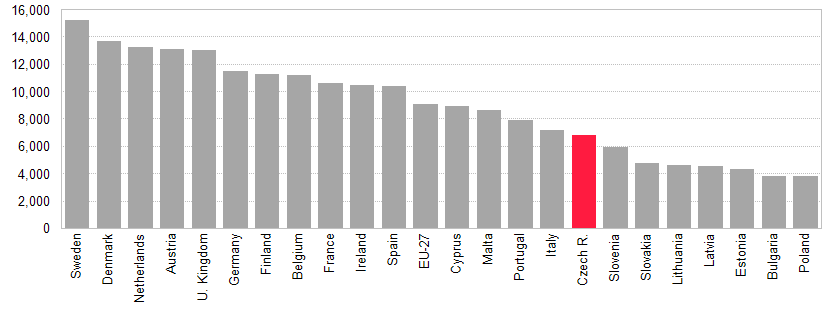 16,000
14,000
12,000
10,000
8,000
6,000
4,000
2,000
0
Sweden
Denmark
Netherlands
Austria
U. Kingdom
Germany
Finland
Belgium
France
Ireland
Spain
EU-27
Cyprus
Malta
Portugal
Italy
Czech R.
Slovenia
Slovakia
Lithuania
Latvia
Estonia
Bulgaria
Poland